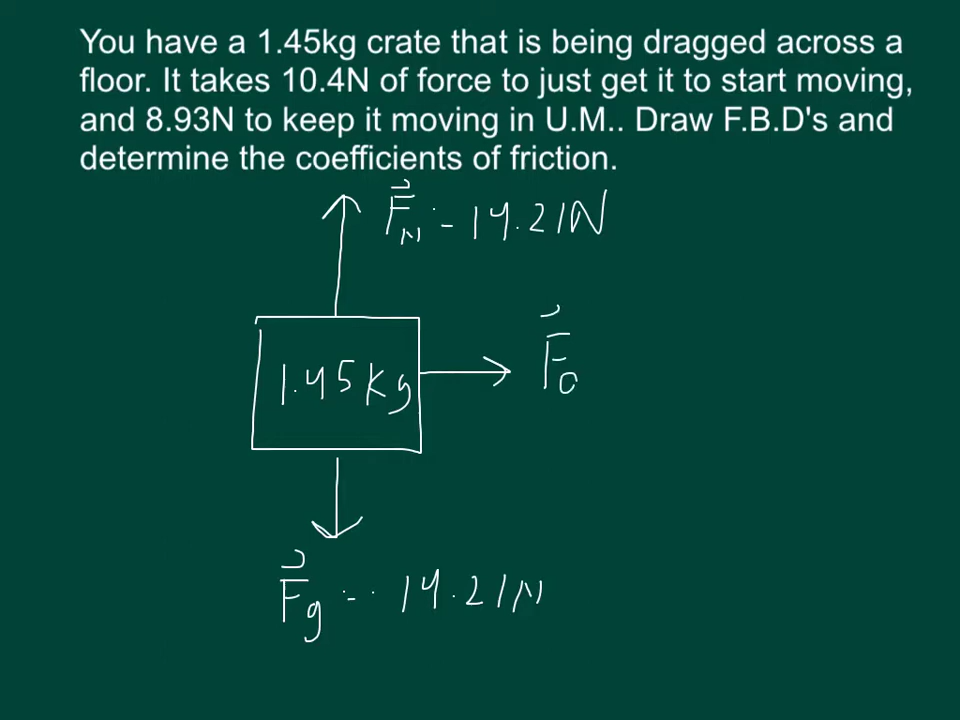 You have a 1.45kg crate that is being dragged across a
floor. It takes 10.4N of force to just get it to start moving,
and 8.93N to keep it moving in U.M.. Draw F.B.D's and
determine the coefficients of friction.
F⃗N = 14.21N
F⃗a
1.45kg
F⃗g = - 14.21N